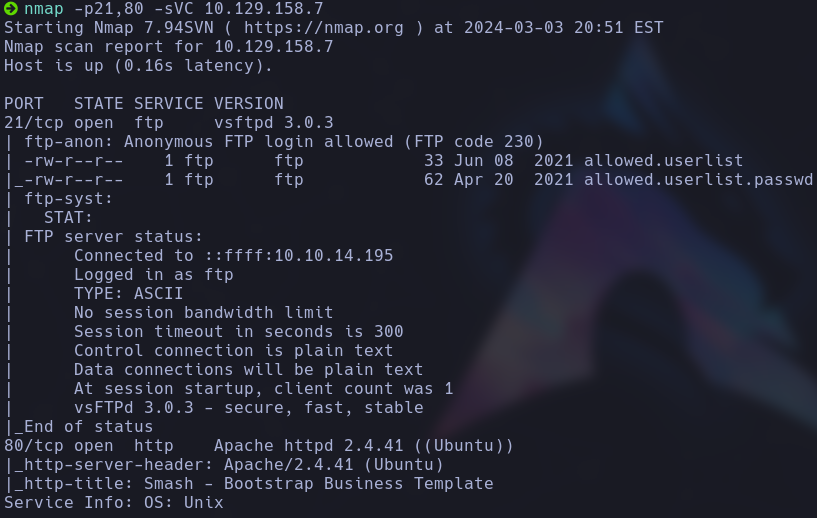 nmap -p21,80 -sVC 10.129.158.7
Starting Nmap 7.94SVN ( https://nmap.org ) at 2024-03-03 20:51 EST
Nmap scan report for 10.129.158.7
Host is up (0.16s latency).

PORT   STATE SERVICE VERSION
21/tcp open  ftp     vsftpd 3.0.3
| ftp-anon: Anonymous FTP login allowed (FTP code 230)
| -rw-r--r--    1 ftp      ftp            33 Jun 08  2021 allowed.userlist
|_-rw-r--r--    1 ftp      ftp            62 Apr 20  2021 allowed.userlist.passwd
| ftp-syst:
|   STAT:
| FTP server status:
|      Connected to ::ffff:10.10.14.195
|      Logged in as ftp
|      TYPE: ASCII
|      No session bandwidth limit
|      Session timeout in seconds is 300
|      Control connection is plain text
|      Data connections will be plain text
|      At session startup, client count was 1
|      vsFTPd 3.0.3 - secure, fast, stable
|_End of status
80/tcp open  http    Apache httpd 2.4.41 ((Ubuntu))
|_http-server-header: Apache/2.4.41 (Ubuntu)
|_http-title: Smash - Bootstrap Business Template
Service Info: OS: Unix